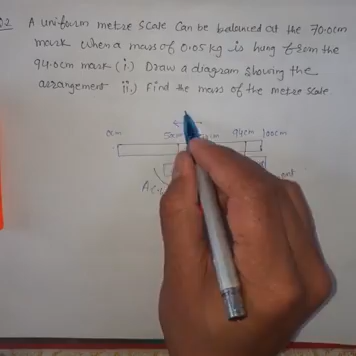 Q2 A uniform metre scale can be balanced at the 70.0cm
mark when a mass of 0.05 kg is hung from the
94.0cm mark (i.) Draw a diagram showing the
arrangement ii.) Find the mass of the metre scale.
0cm 94cm 100cm